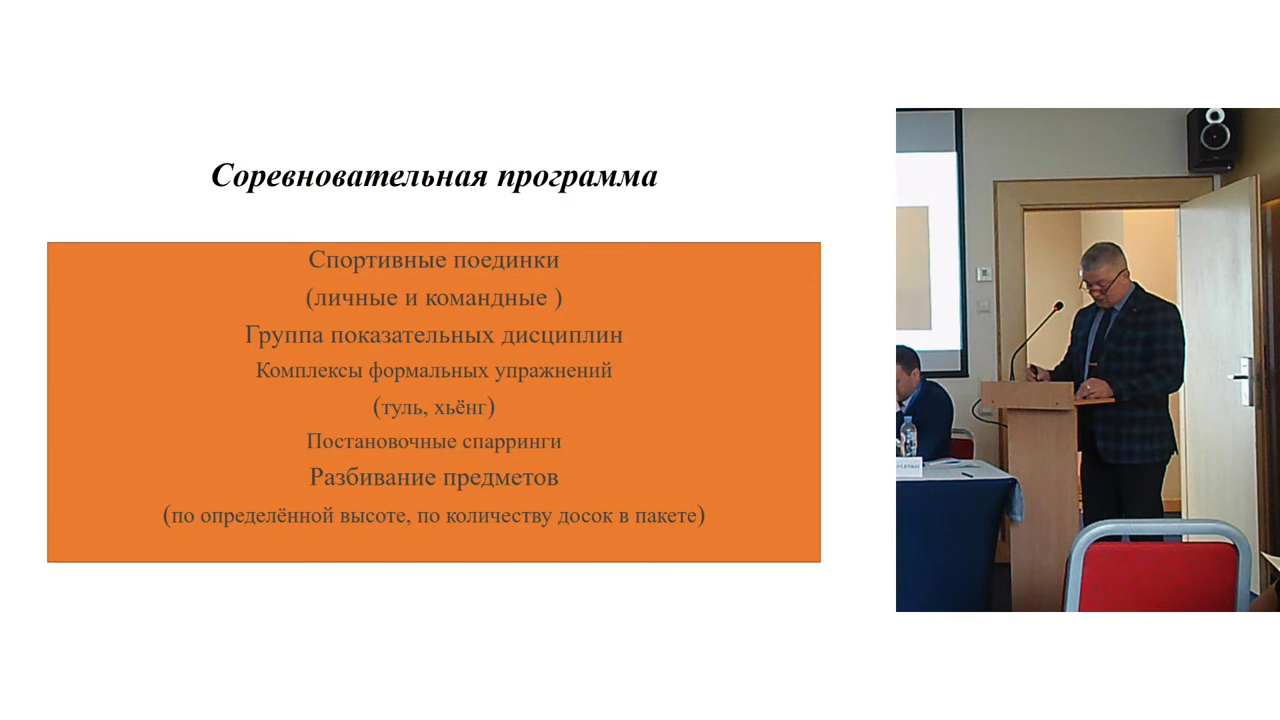 Соревновательная программа
Спортивные поединки
(личные и командные )
Группа показательных дисциплин
Комплексы формальных упражнений
(туль, хьёнг)
Постановочные спарринги
Разбивание предметов
(по определённой высоте, по количеству досок в пакете)